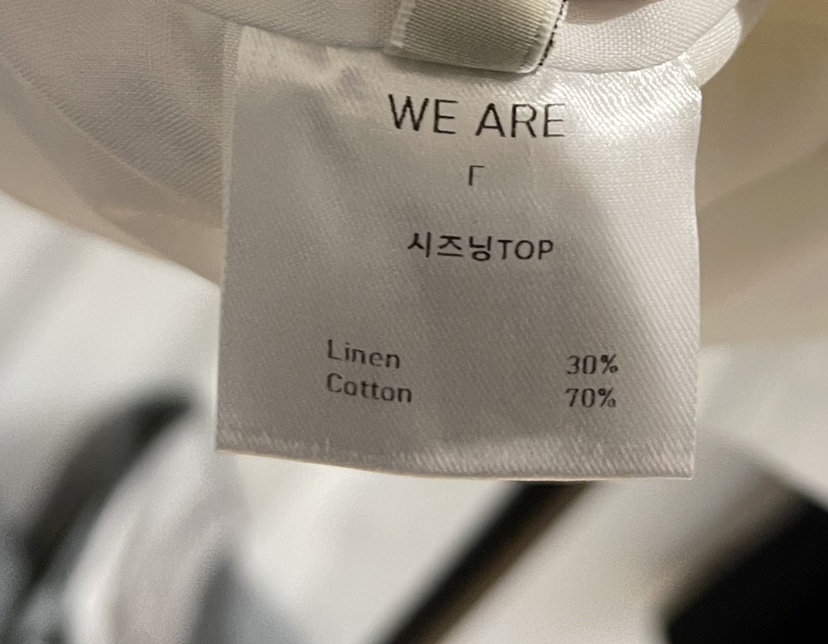 WE ARE
Γ
시즈닝TOP
Linen 30%
Cotton 70%